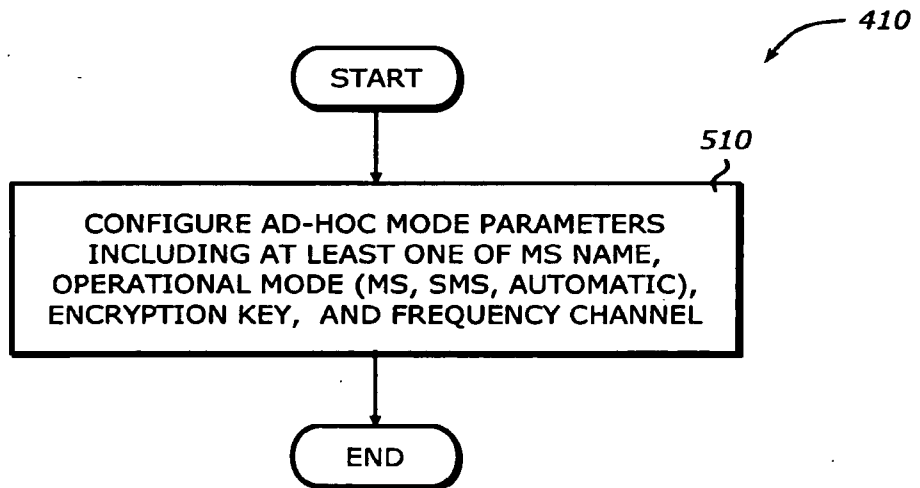 410
START
510
CONFIGURE AD-HOC MODE PARAMETERS
INCLUDING AT LEAST ONE OF MS NAME,
OPERATIONAL MODE (MS, SMS, AUTOMATIC),
ENCRYPTION KEY, AND FREQUENCY CHANNEL
END